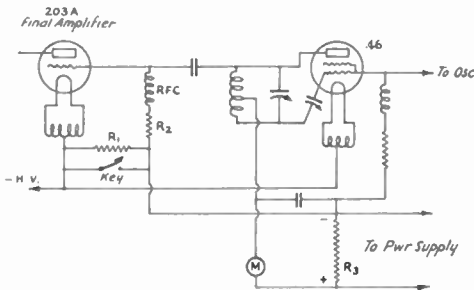 203A
Final Amplifier
.46
To Osc
RFC
R2
R1
Key
- H V.
-
To Pwr Supply
M
R3
+